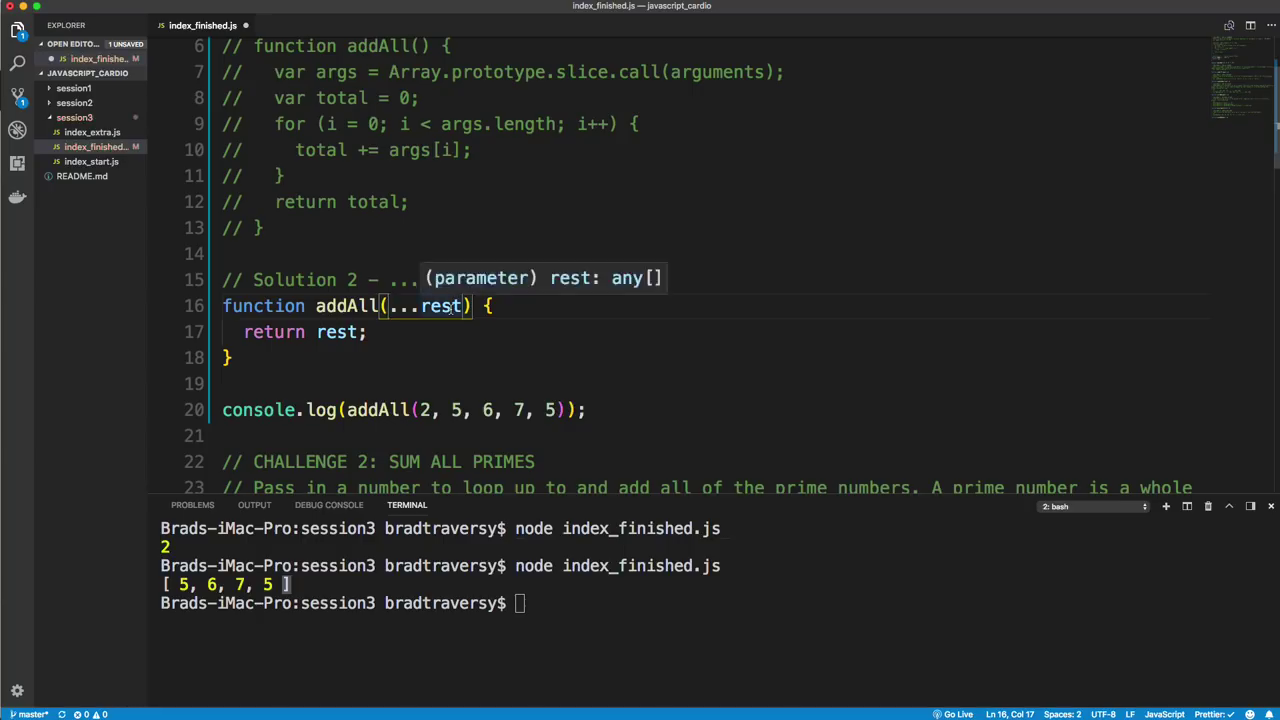 index_finished.js — javascript_cardio
EXPLORER
OPEN EDITO... 1 UNSAVED
index_finishe... M
JAVASCRIPT_CARDIO
session1
session2
session3
JS index_extra.js
JS index_finished... M
JS index_start.js
README.md
JS index_finished.js
6 // function addAll() {
7 //   var args = Array.prototype.slice.call(arguments);
8 //   var total = 0;
9 //   for (i = 0; i < args.length; i++) {
10 //     total += args[i];
11 //   }
12 //   return total;
13 // }
14
15 // Solution 2 - ...
(parameter) rest: any[]
16 function addAll(...rest) {
17   return rest;
18 }
19
20 console.log(addAll(2, 5, 6, 7, 5));
21
22 // CHALLENGE 2: SUM ALL PRIMES
23 // Pass in a number to loop up to and add all of the prime numbers. A prime number is a whole
PROBLEMS OUTPUT DEBUG CONSOLE TERMINAL 2: bash
Brads-iMac-Pro:session3 bradtraversy$ node index_finished.js
2
Brads-iMac-Pro:session3 bradtraversy$ node index_finished.js
[ 5, 6, 7, 5 ]
Brads-iMac-Pro:session3 bradtraversy$
master* 0 0 Go Live Ln 16, Col 17 Spaces: 2 UTF-8 LF JavaScript Prettier: ✓